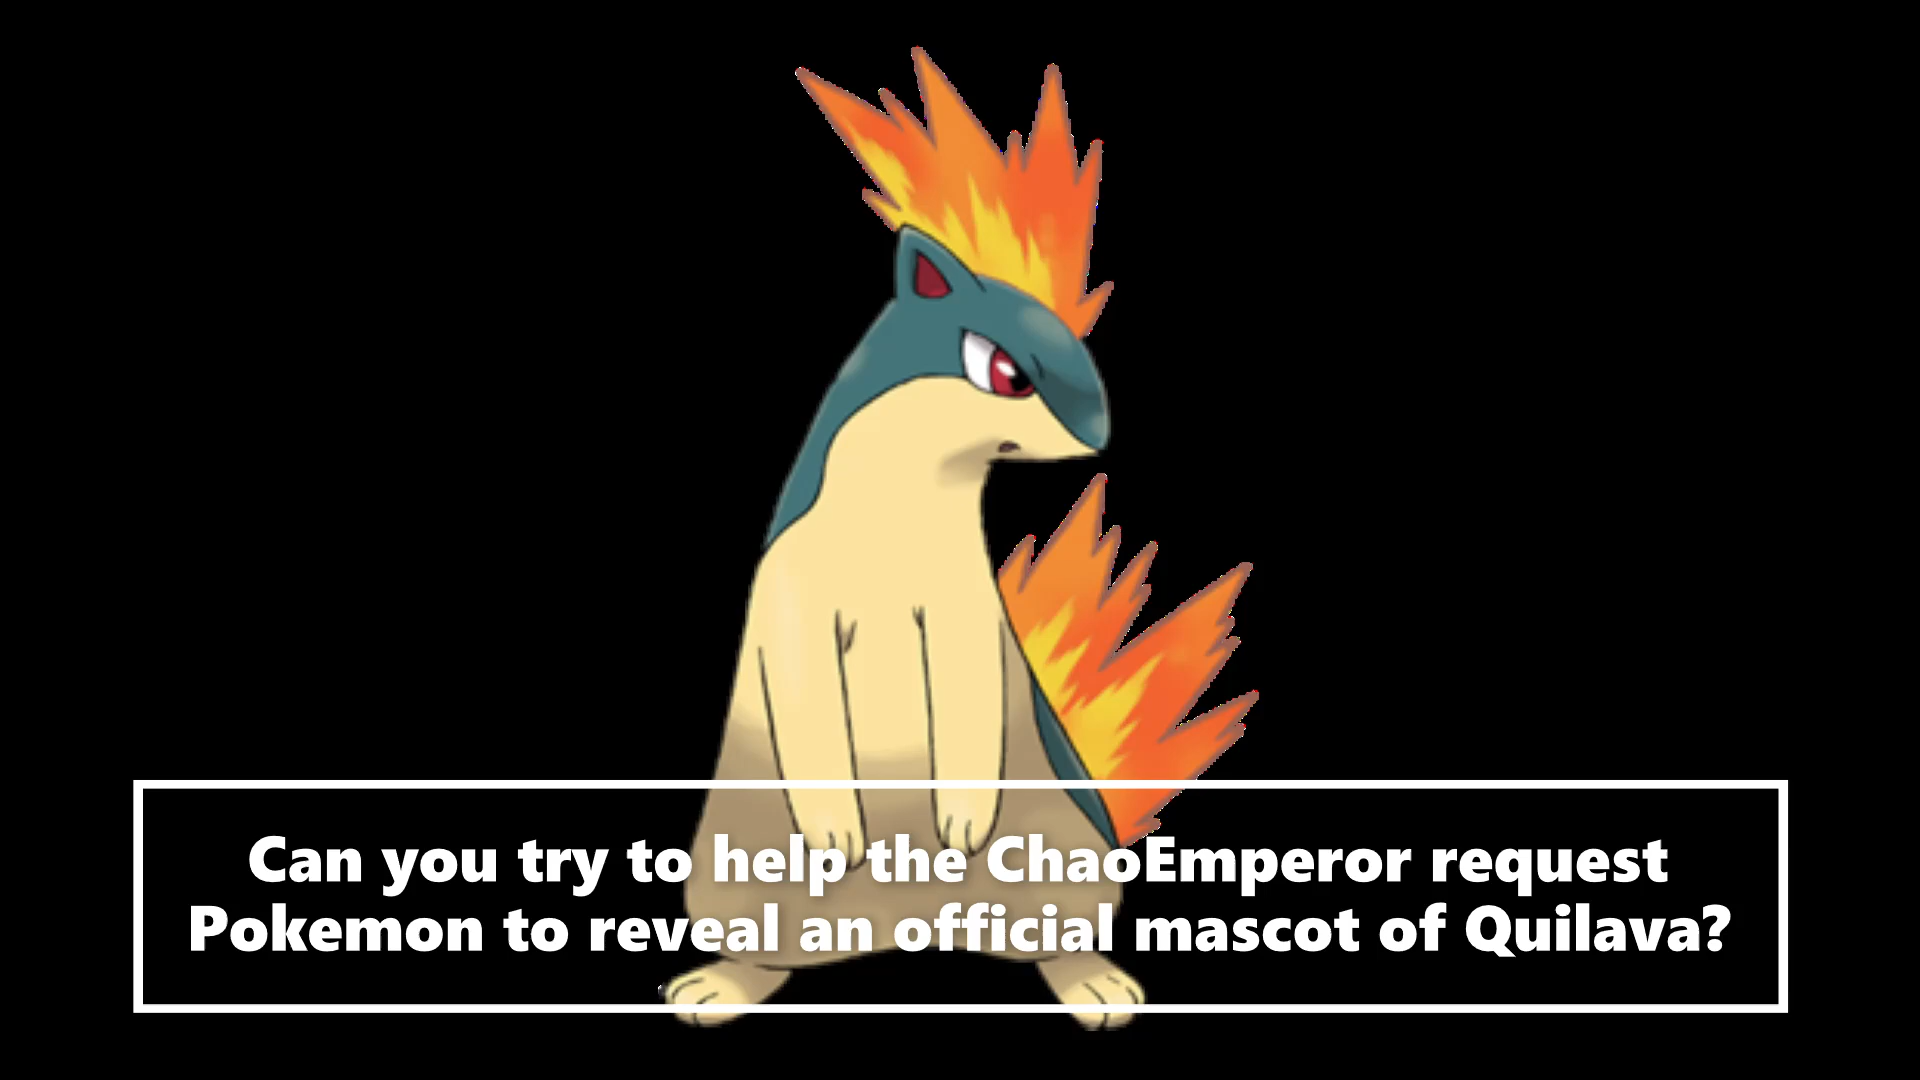 Can you try to help the ChaoEmperor request
Pokemon to reveal an official mascot of Quilava?